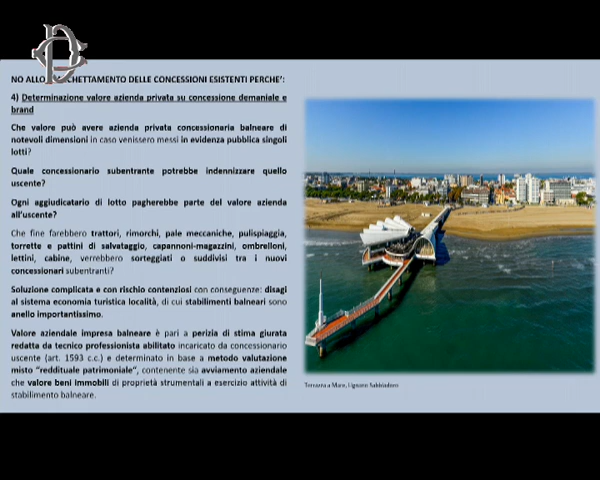 NO ALLO CHETTAMENTO DELLE CONCESSIONI ESISTENTI PERCHE':
4) Determinazione valore azienda privata su concessione demaniale e
brand
Che valore può avere azienda privata concessionaria balneare di
notevoli dimensioni in caso venissero messi in evidenza pubblica singoli
lotti?
Quale concessionario subentrante potrebbe indennizzare quello
uscente?
Ogni aggiudicatario di lotto pagherebbe parte del valore azienda
all'uscente?
Che fine farebbero trattori, rimorchi, pale meccaniche, pulispiaggia,
torrette e pattini di salvataggio, capannoni-magazzini, ombrelloni,
lettini, cabine, verrebbero sorteggiati o suddivisi tra i nuovi
concessionari subentranti?
Soluzione complicata e con rischio contenziosi con conseguenze: disagi
al sistema economia turistica località, di cui stabilimenti balneari sono
anello importantissimo.
Valore aziendale impresa balneare è pari a perizia di stima giurata
redatta da tecnico professionista abilitato incaricato da concessionario
uscente (art. 1593 c.c.) e determinato in base a metodo valutazione
misto "reddituale patrimoniale", contenente sia avviamento aziendale
che valore beni immobili di proprietà strumentali a esercizio attività di
stabilimento balneare.
Terrazza a Mare, Lignano Sabbiadoro